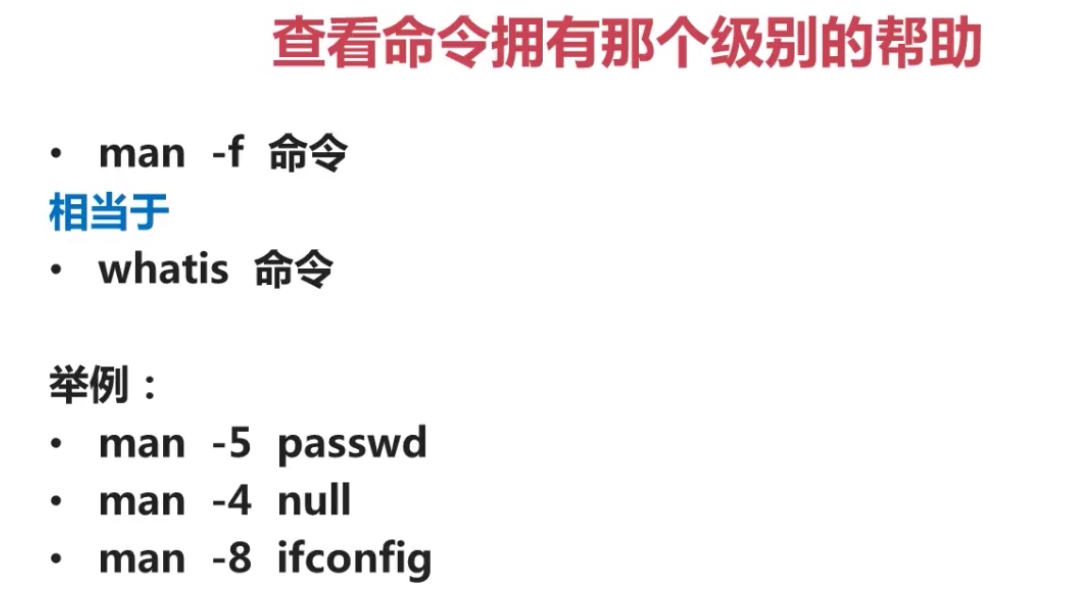 查看命令拥有那个级别的帮助
• man -f 命令
相当于
• whatis 命令
举例：
• man -5 passwd
• man -4 null
• man -8 ifconfig